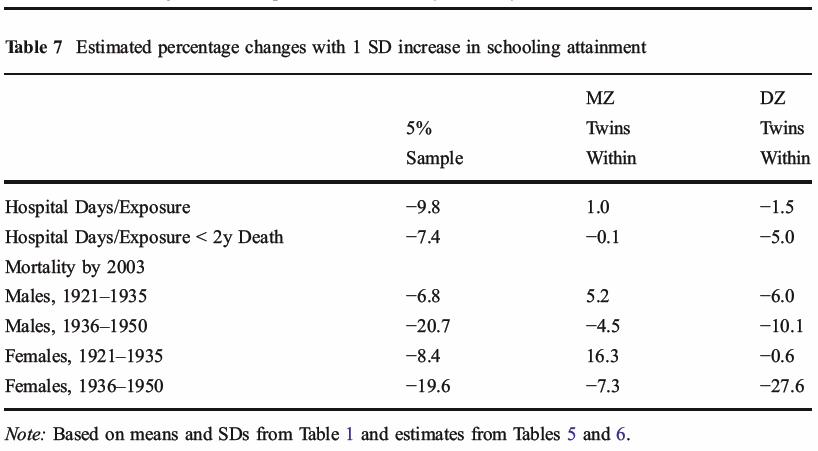 Table 7 Estimated percentage changes with 1 SD increase in schooling attainment
MZ DZ
5% Twins Twins
Sample Within Within
Hospital Days/Exposure −9.8 1.0 −1.5
Hospital Days/Exposure < 2y Death −7.4 −0.1 −5.0
Mortality by 2003
Males, 1921–1935 −6.8 5.2 −6.0
Males, 1936–1950 −20.7 −4.5 −10.1
Females, 1921–1935 −8.4 16.3 −0.6
Females, 1936–1950 −19.6 −7.3 −27.6
Note: Based on means and SDs from Table 1 and estimates from Tables 5 and 6.